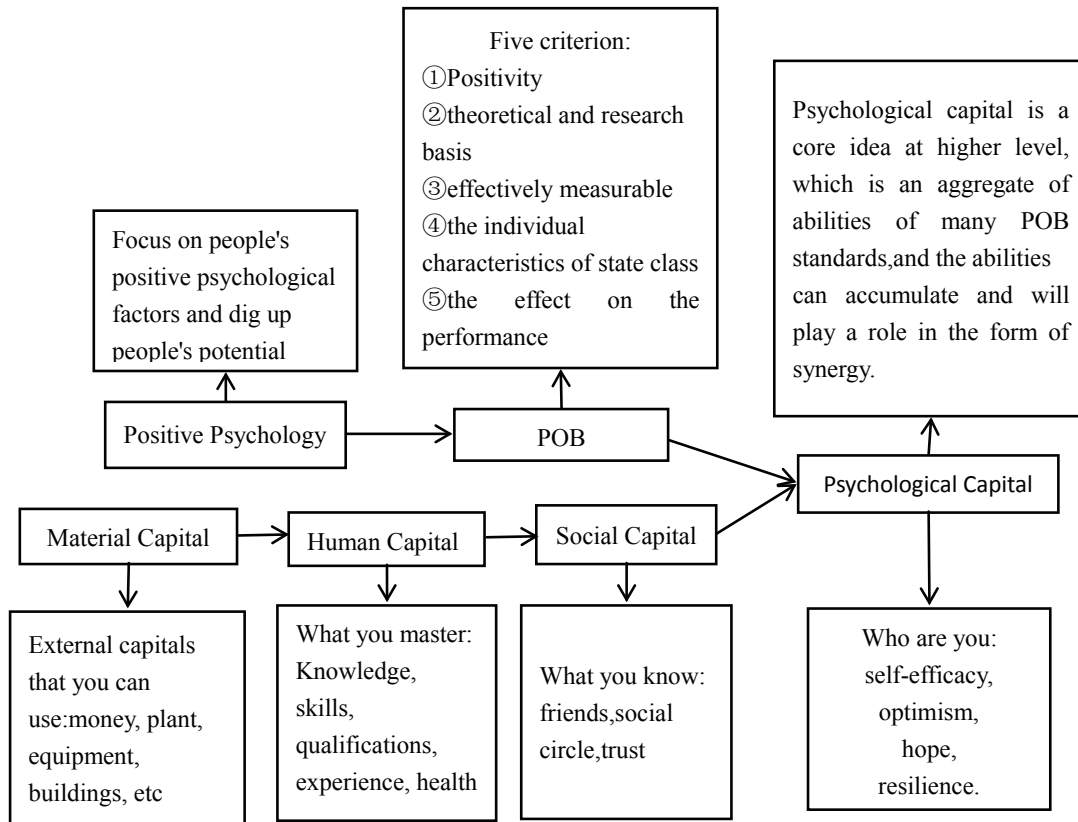 Five criterion:
①Positivity
②theoretical and research
basis
③effectively measurable
④the individual
characteristics of state class
⑤the effect on the
performance
Psychological capital is a
core idea at higher level,
which is an aggregate of
abilities of many POB
standards,and the abilities
can accumulate and will
play a role in the form of
synergy.
Focus on people's
positive psychological
factors and dig up
people's potential
Positive Psychology
POB
Psychological Capital
Material Capital
Human Capital
Social Capital
External capitals
that you can
use:money, plant,
equipment,
buildings, etc
What you master:
Knowledge,
skills,
qualifications,
experience, health
What you know:
friends,social
circle,trust
Who are you:
self-efficacy,
optimism,
hope,
resilience.